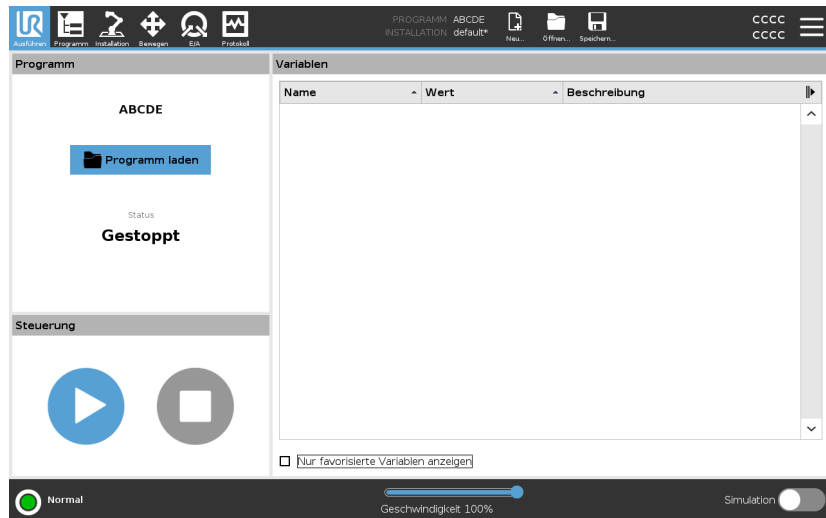 UR
Ausführen
Programm
Installation
Bewegen
E/A
Protokoll
PROGRAMM ABCDE
INSTALLATION default*
Neu...
Öffnen...
Speichern...
cccc
cccc
Programm
ABCDE
Programm laden
Status
Gestoppt
Steuerung
Variablen
Name
Wert
Beschreibung
Nur favorisierte Variablen anzeigen
Normal
Geschwindigkeit 100%
Simulation